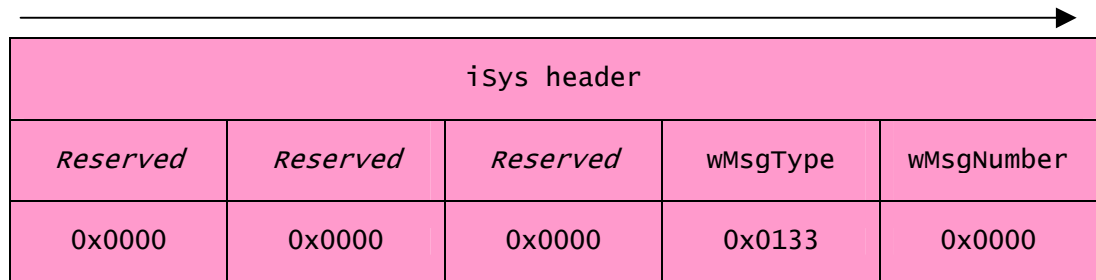 iSys header
Reserved Reserved Reserved wMsgType wMsgNumber
0x0000 0x0000 0x0000 0x0133 0x0000